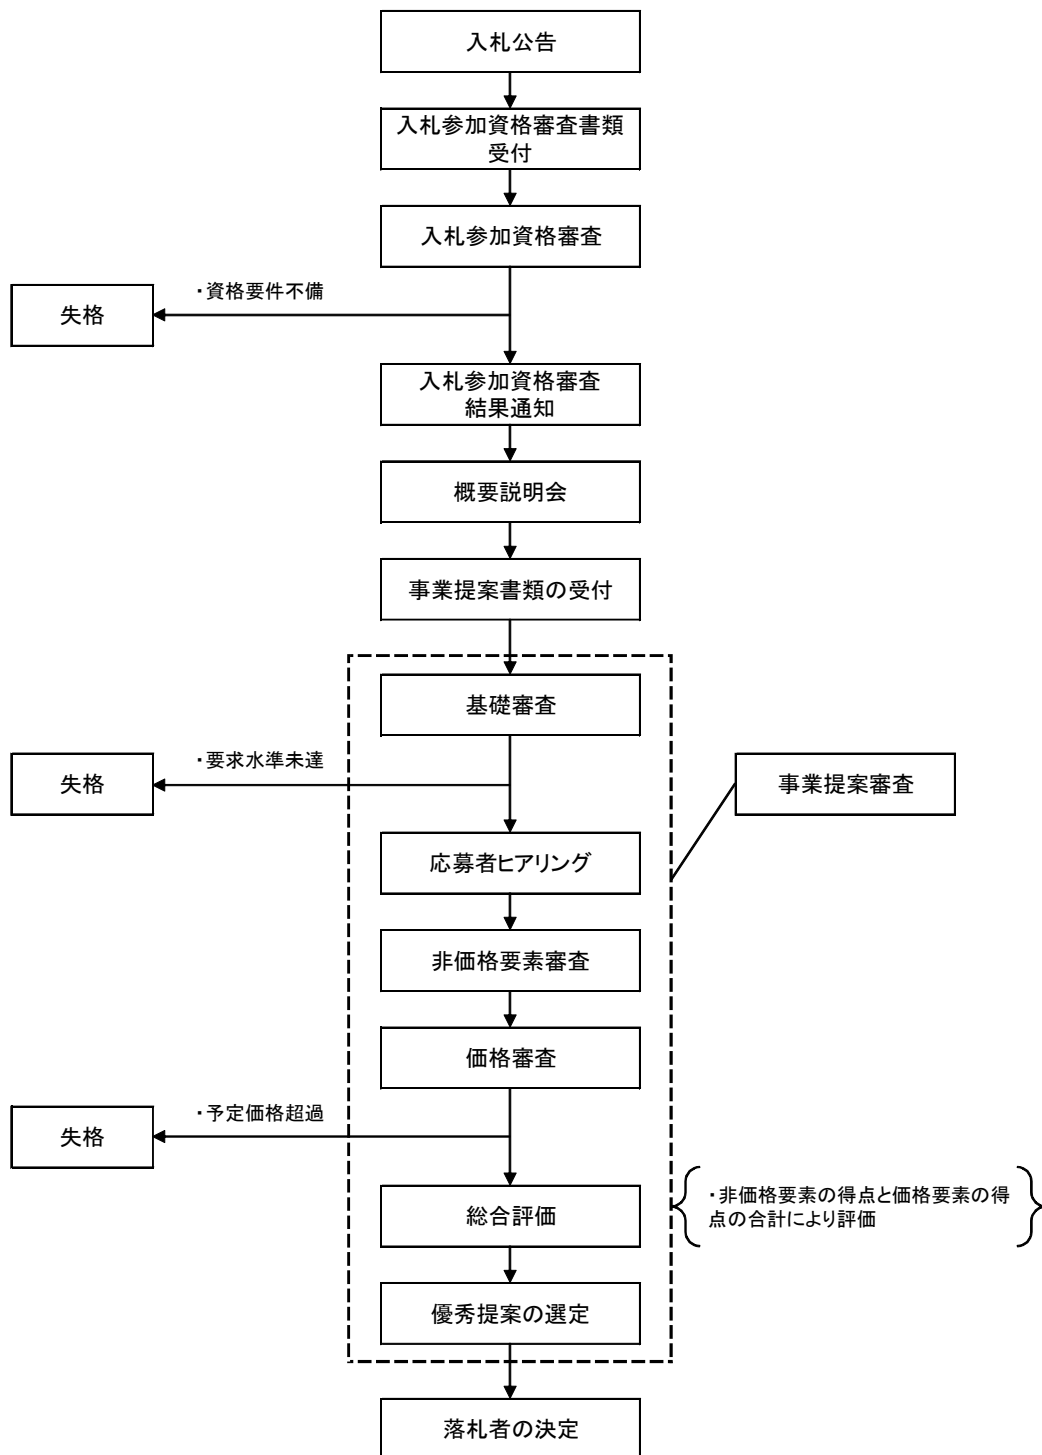 入札公告
入札参加資格審査書類
受付
入札参加資格審査
・資格要件不備
失格
入札参加資格審査
結果通知
概要説明会
事業提案書類の受付
基礎審査
・要求水準未達
失格
事業提案審査
応募者ヒアリング
非価格要素審査
価格審査
・予定価格超過
失格
総合評価
・非価格要素の得点と価格要素の得
点の合計により評価
優秀提案の選定
落札者の決定